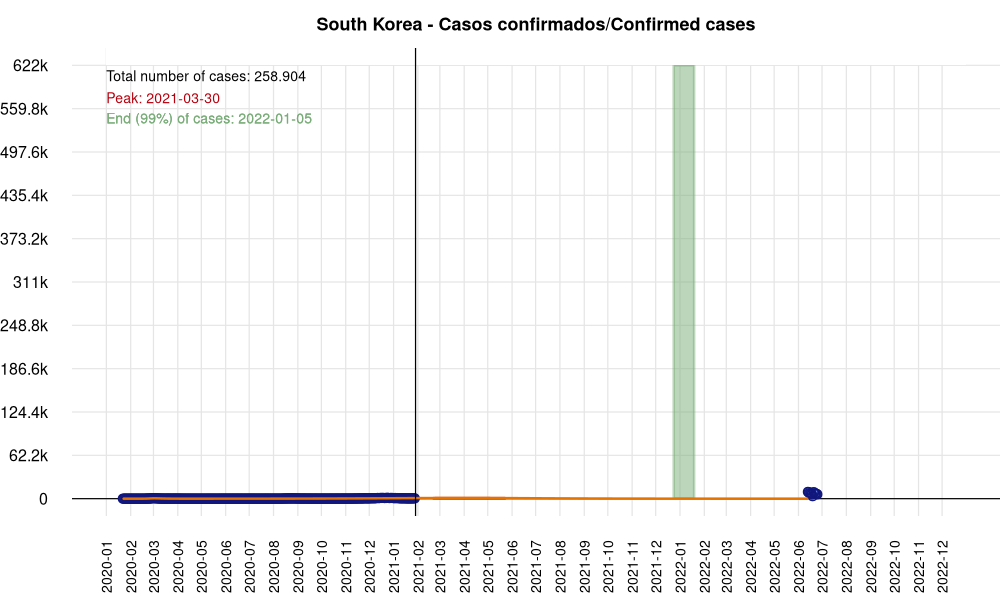 South Korea - Casos confirmados/Confirmed cases
Total number of cases: 258.904
Peak: 2021-03-30
End (99%) of cases: 2022-01-05
622k
559.8k
497.6k
435.4k
373.2k
311k
248.8k
186.6k
124.4k
62.2k
0
2020-01
2020-02
2020-03
2020-04
2020-05
2020-06
2020-07
2020-08
2020-09
2020-10
2020-11
2020-12
2021-01
2021-02
2021-03
2021-04
2021-05
2021-06
2021-07
2021-08
2021-09
2021-10
2021-11
2021-12
2022-01
2022-02
2022-03
2022-04
2022-05
2022-06
2022-07
2022-08
2022-09
2022-10
2022-11
2022-12